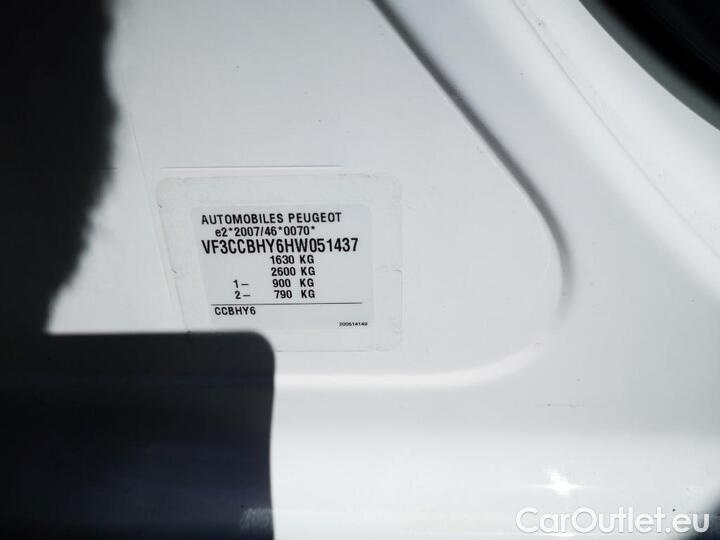 AUTOMOBILES PEUGEOT
e2*2007/46*0070*
VF3CCBHY6HW051437
1630 KG
2600 KG
1- 900 KG
2- 790 KG
CCBHY6
200514149
CarOutlet.eu